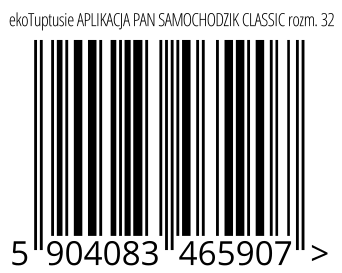 ekoTuptusie APLIKACJA PAN SAMOCHODZIK CLASSIC rozm. 32
5 904083 465907 >